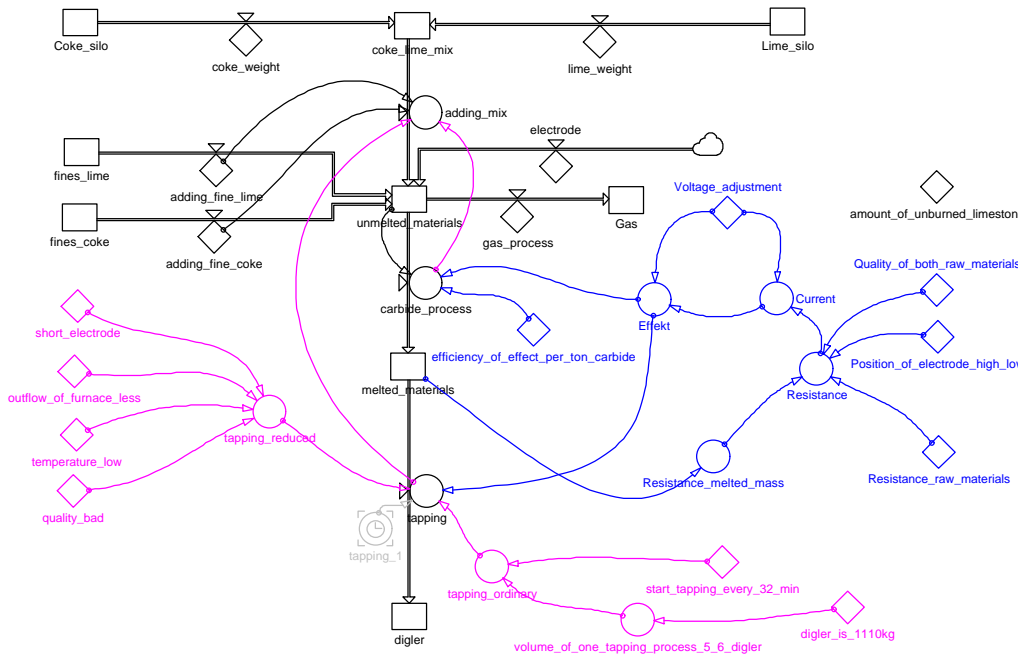 Coke_silo
coke_weight
coke_lime_mix
lime_weight
Lime_silo
adding_mix
electrode
fines_lime
adding_fine_lime
Voltage_adjustment
amount_of_unburned_limeston
fines_coke
adding_fine_coke
unmelted_materials
gas_process
Gas
Quality_of_both_raw_materials
carbide_process
Effekt
Current
short_electrode
efficiency_of_effect_per_ton_carbide
Position_of_electrode_high_low
melted_materials
Resistance
outflow_of_furnace_less
tapping_reduced
temperature_low
Resistance_melted_mass
Resistance_raw_materials
quality_bad
tapping
tapping_1
tapping_ordinary
start_tapping_every_32_min
digler
volume_of_one_tapping_process_5_6_digler
digler_is_1110kg